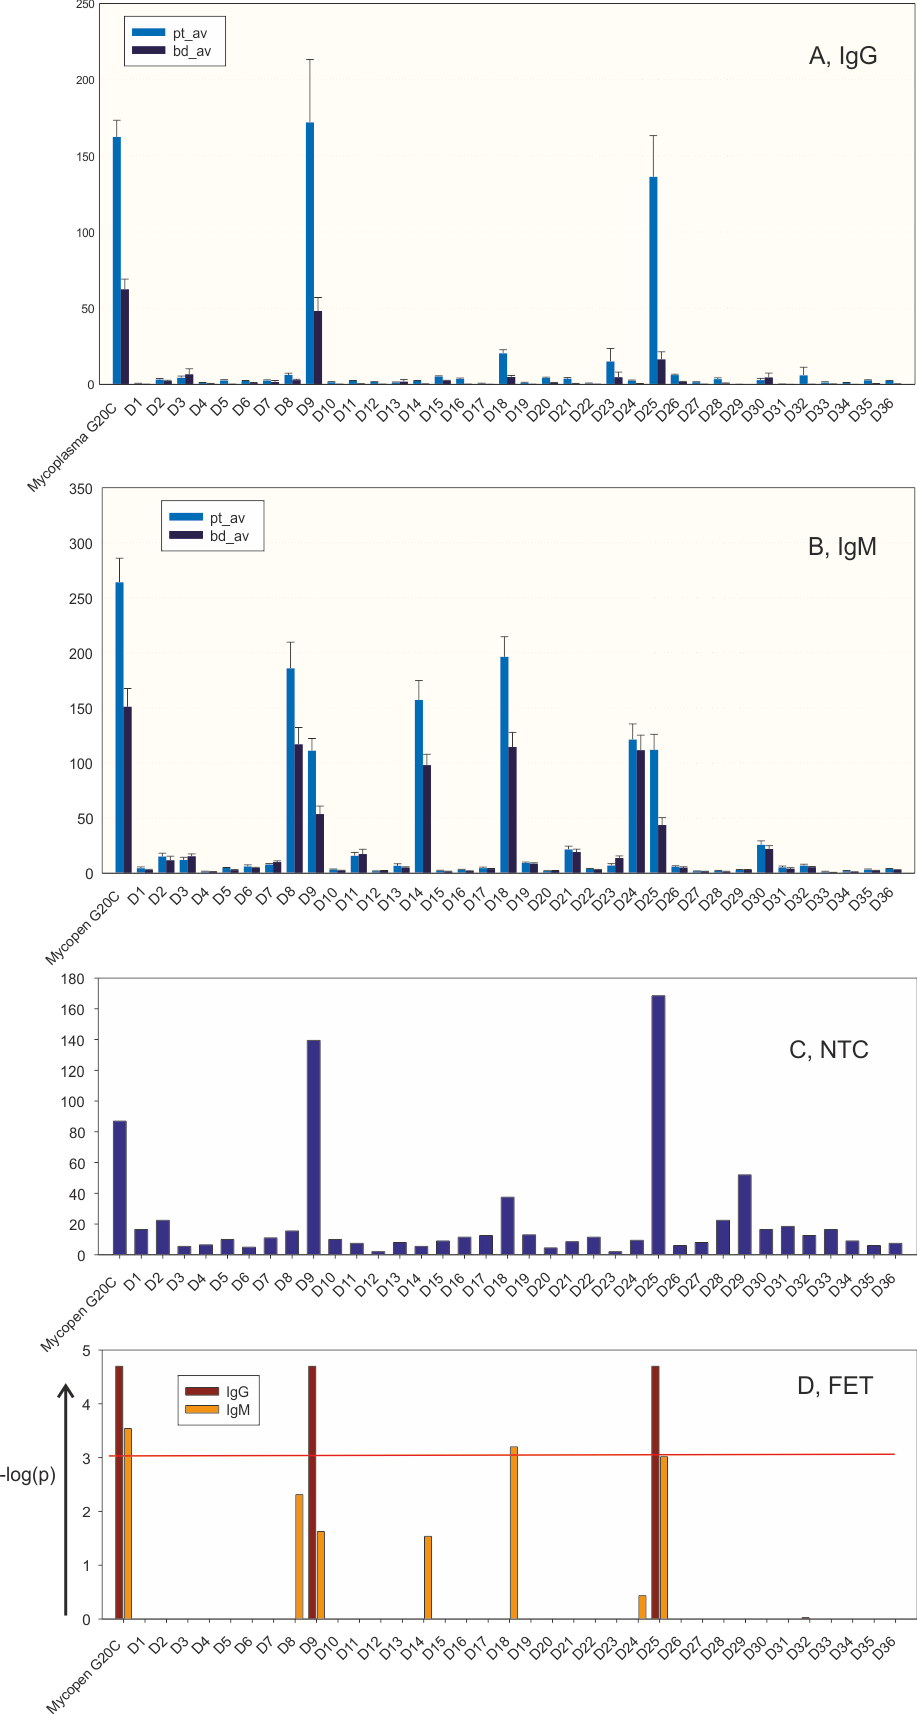 250
200
150
100
50
0
pt_av
bd_av
A, IgG
Mycoplasma G20C D1 D2 D3 D4 D5 D6 D7 D8 D9 D10 D11 D12 D13 D14 D15 D16 D17 D18 D19 D20 D21 D22 D23 D24 D25 D26 D27 D28 D29 D30 D31 D32 D33 D34 D35 D36
350
300
250
200
150
100
50
0
pt_av
bd_av
B, IgM
Mycopen G20C D1 D2 D3 D4 D5 D6 D7 D8 D9 D10 D11 D12 D13 D14 D15 D16 D17 D18 D19 D20 D21 D22 D23 D24 D25 D26 D27 D28 D29 D30 D31 D32 D33 D34 D35 D36
180
160
140
120
100
80
60
40
20
0
C, NTC
Mycopen G20C D1 D2 D3 D4 D5 D6 D7 D8 D9 D10 D11 D12 D13 D14 D15 D16 D17 D18 D19 D20 D21 D22 D23 D24 D25 D26 D27 D28 D29 D30 D31 D32 D33 D34 D35 D36
5
4
3
2
1
0
-log(p)
IgG
IgM
D, FET
Mycopen G20C D1 D2 D3 D4 D5 D6 D7 D8 D9 D10 D11 D12 D13 D14 D15 D16 D17 D18 D19 D20 D21 D22 D23 D24 D25 D26 D27 D28 D29 D30 D31 D32 D33 D34 D35 D36